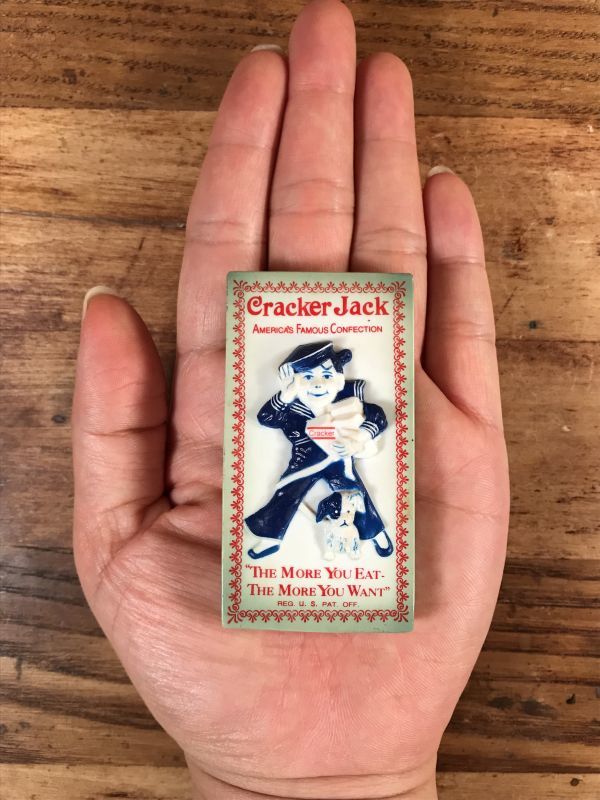 Cracker Jack
AMERICA'S FAMOUS CONFECTION
Cracker
"THE MORE YOU EAT-
THE MORE YOU WANT"
REG. U. S. PAT. OFF.